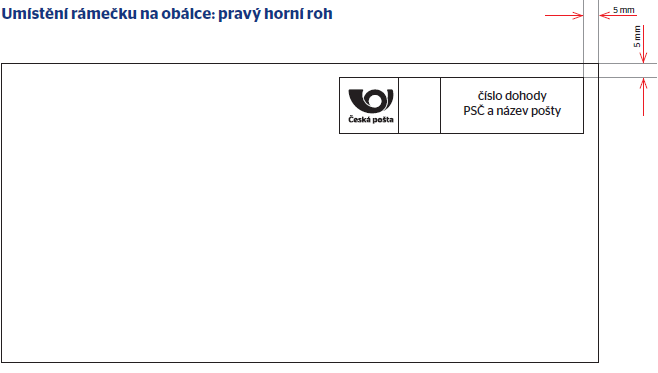 Umístění rámečku na obálce: pravý horní roh
5 mm
5 mm
Česká pošta
číslo dohody
PSČ a název pošty